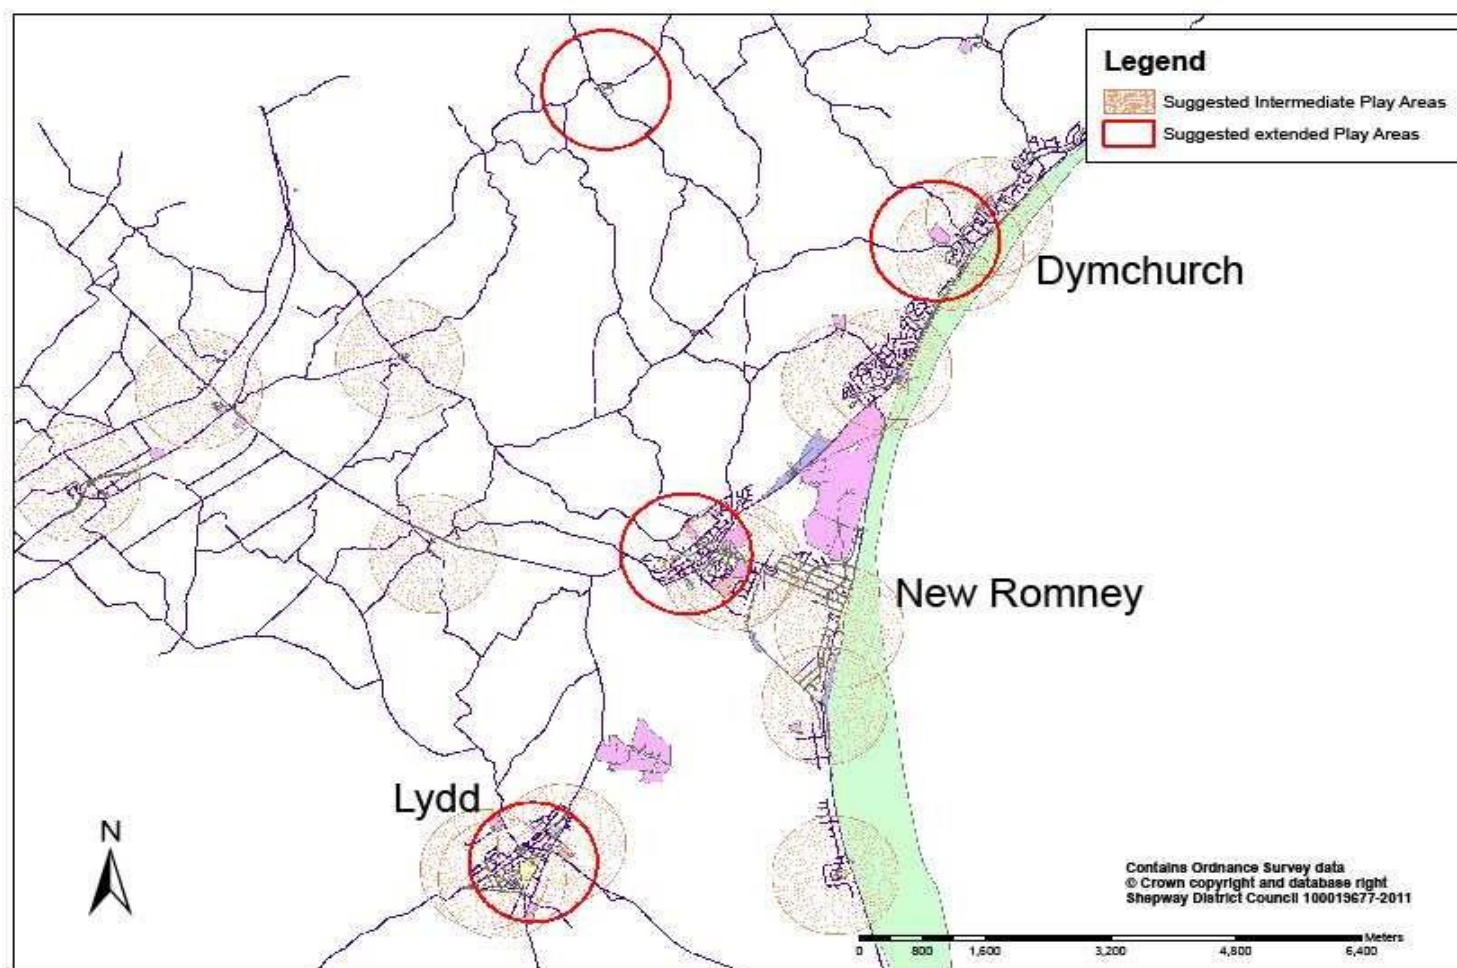 Legend
Suggested Intermediate Play Areas
Suggested extended Play Areas
Dymchurch
New Romney
Lydd
N
Contains Ordnance Survey data
© Crown copyright and database right
Shepway District Council 100019677-2011
Meters
0 800 1,600 3,200 4,800 6,400